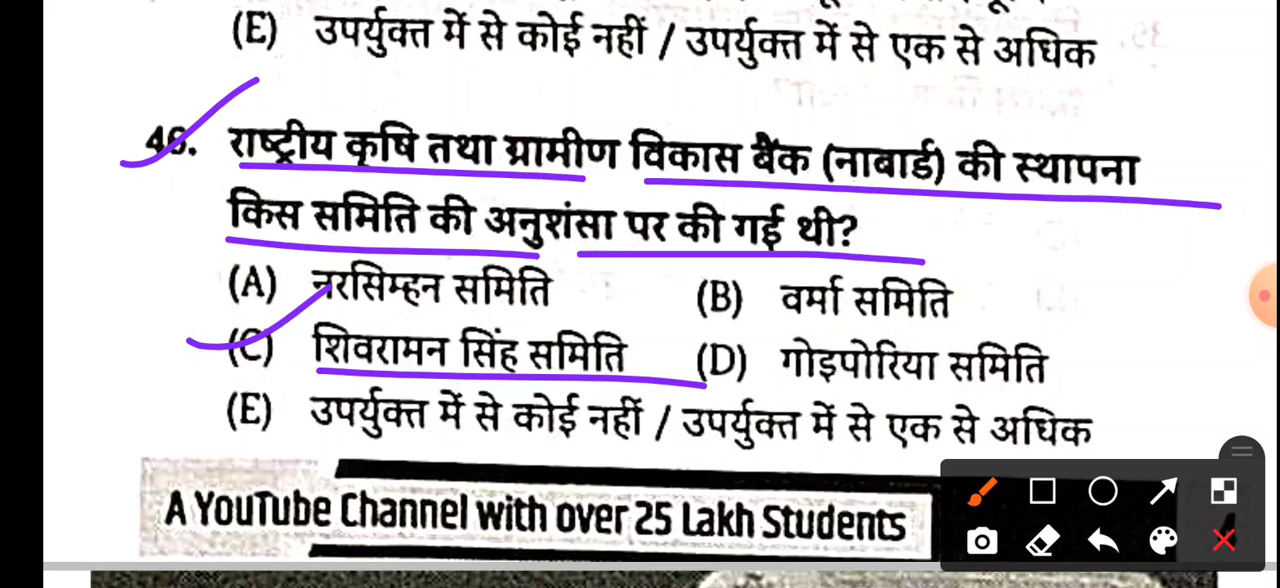 (E) उपर्युक्त में से कोई नहीं / उपर्युक्त में से एक से अधिक
46. राष्ट्रीय कृषि तथा ग्रामीण विकास बैंक (नाबार्ड) की स्थापना
किस समिति की अनुशंसा पर की गई थी?
(A) नरसिम्हन समिति (B) वर्मा समिति
(C) शिवरामन सिंह समिति (D) गोइपोरिया समिति
(E) उपर्युक्त में से कोई नहीं / उपर्युक्त में से एक से अधिक
A YouTube Channel with over 25 Lakh Students